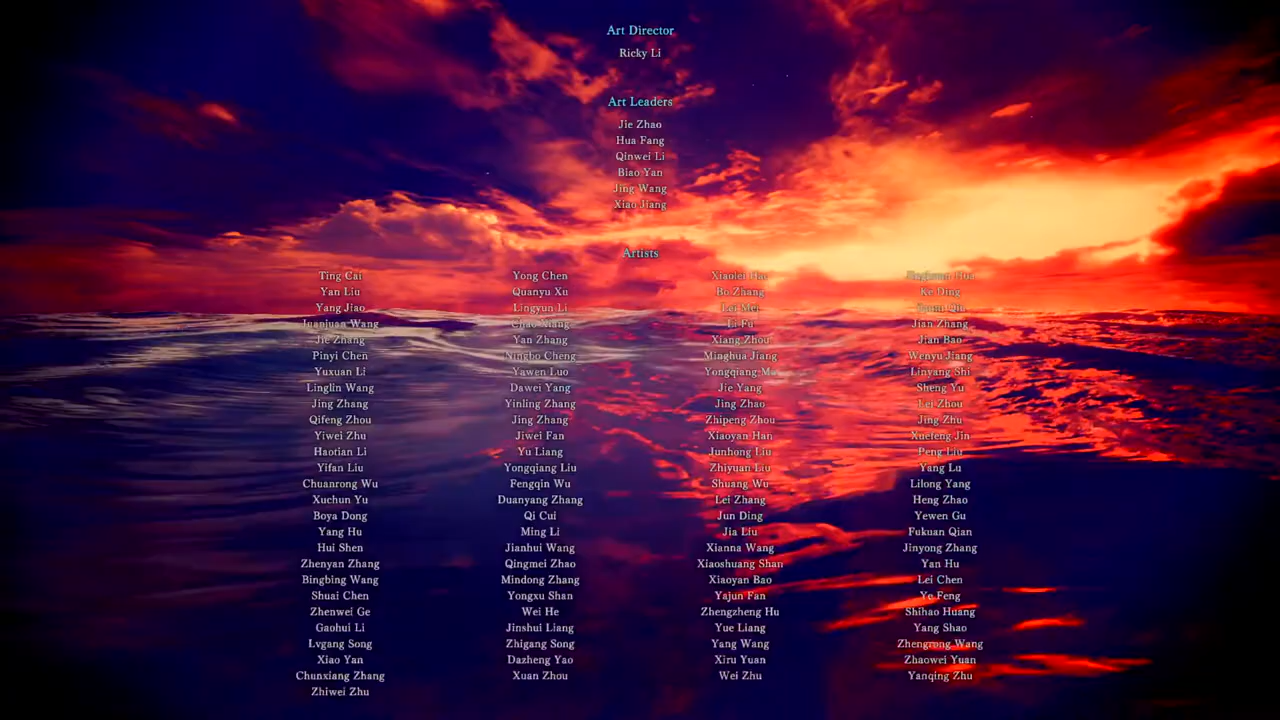 Art Director
Ricky Li
Art Leaders
Jie Zhao
Hua Fang
Qinwei Li
Biao Yan
Jing Wang
Xiao Jiang
Artists
Ting Cai
Yan Liu
Yang Jiao
Juanjuan Wang
Jie Zhang
Pinyi Chen
Yuxuan Li
Linglin Wang
Jing Zhang
Qifeng Zhou
Yiwei Zhu
Haotian Li
Yifan Liu
Chuanrong Wu
Xuchun Yu
Boya Dong
Yang Hu
Hui Shen
Zhenyan Zhang
Bingbing Wang
Shuai Chen
Zhenwei Ge
Gaohui Li
Lvgang Song
Xiao Yan
Chunxiang Zhang
Zhiwei Zhu
Yong Chen
Quanyu Xu
Lingyun Li
Chao Xiang
Yan Zhang
Ningbo Cheng
Yawen Luo
Dawei Yang
Yinling Zhang
Jing Zhang
Jiwei Fan
Yu Liang
Yongqiang Liu
Fengqin Wu
Duanyang Zhang
Qi Cui
Ming Li
Jianhui Wang
Qingmei Zhao
Mindong Zhang
Yongxu Shan
Wei He
Jinshui Liang
Zhigang Song
Dazheng Yao
Xuan Zhou
Xiaolei
Bo Zhang
Lei Mei
Li Fu
Xiang Zhou
Minghua Jiang
Yongqiang
Jie Yang
Jing Zhao
Zhipeng Zhou
Xiaoyan Han
Junhong Liu
Zhiyuan Liu
Shuang Wu
Lei Zhang
Jun Ding
Jia Liu
Xianna Wang
Xiaoshuang Shan
Xiaoyan Bao
Yajun Fan
Zhengzheng Hu
Yue Liang
Yang Wang
Xiru Yuan
Wei Zhu
Hua
Ke Ding
Qiu
Jian Zhang
Jian Bao
Wenyu Jiang
Linyang Shi
Sheng Yu
Lei Zhou
Jing Zhu
Xuefeng Jin
Peng Liu
Yang Lu
Lilong Yang
Heng Zhao
Yewen Gu
Fukuan Qian
Jinyong Zhang
Yan Hu
Lei Chen
Ye Feng
Shihao Huang
Yang Shao
Zhengrong Wang
Zhaowei Yuan
Yanqing Zhu